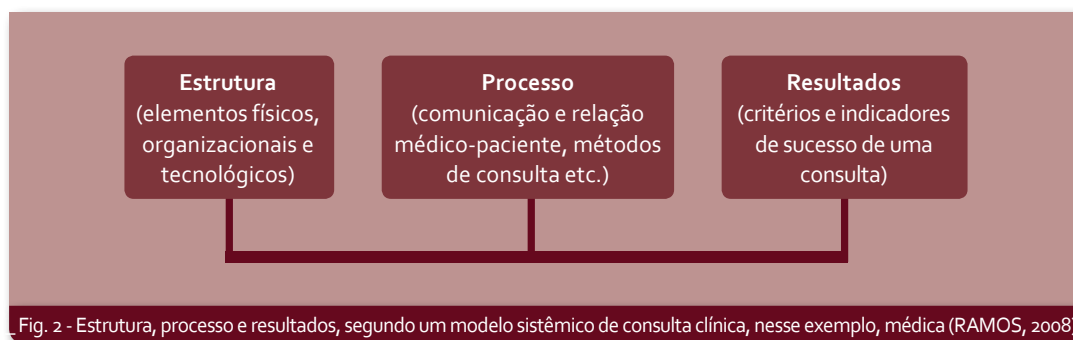 Estrutura
(elementos físicos,
organizacionais e
tecnológicos)
Processo
(comunicação e relação
médico-paciente, métodos
de consulta etc.)
Resultados
(critérios e indicadores
de sucesso de uma
consulta)
_Fig. 2 - Estrutura, processo e resultados, segundo um modelo sistêmico de consulta clínica, nesse exemplo, médica (RAMOS, 2008)